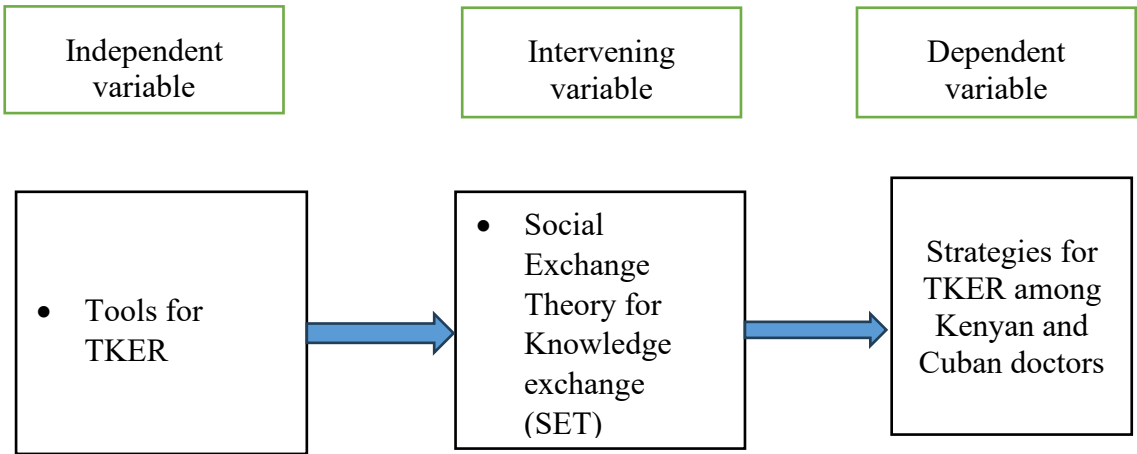 Independent
variable
Intervening
variable
Dependent
variable
• Tools for
TKER
• Social
Exchange
Theory for
Knowledge
exchange
(SET)
Strategies for
TKER among
Kenyan and
Cuban doctors